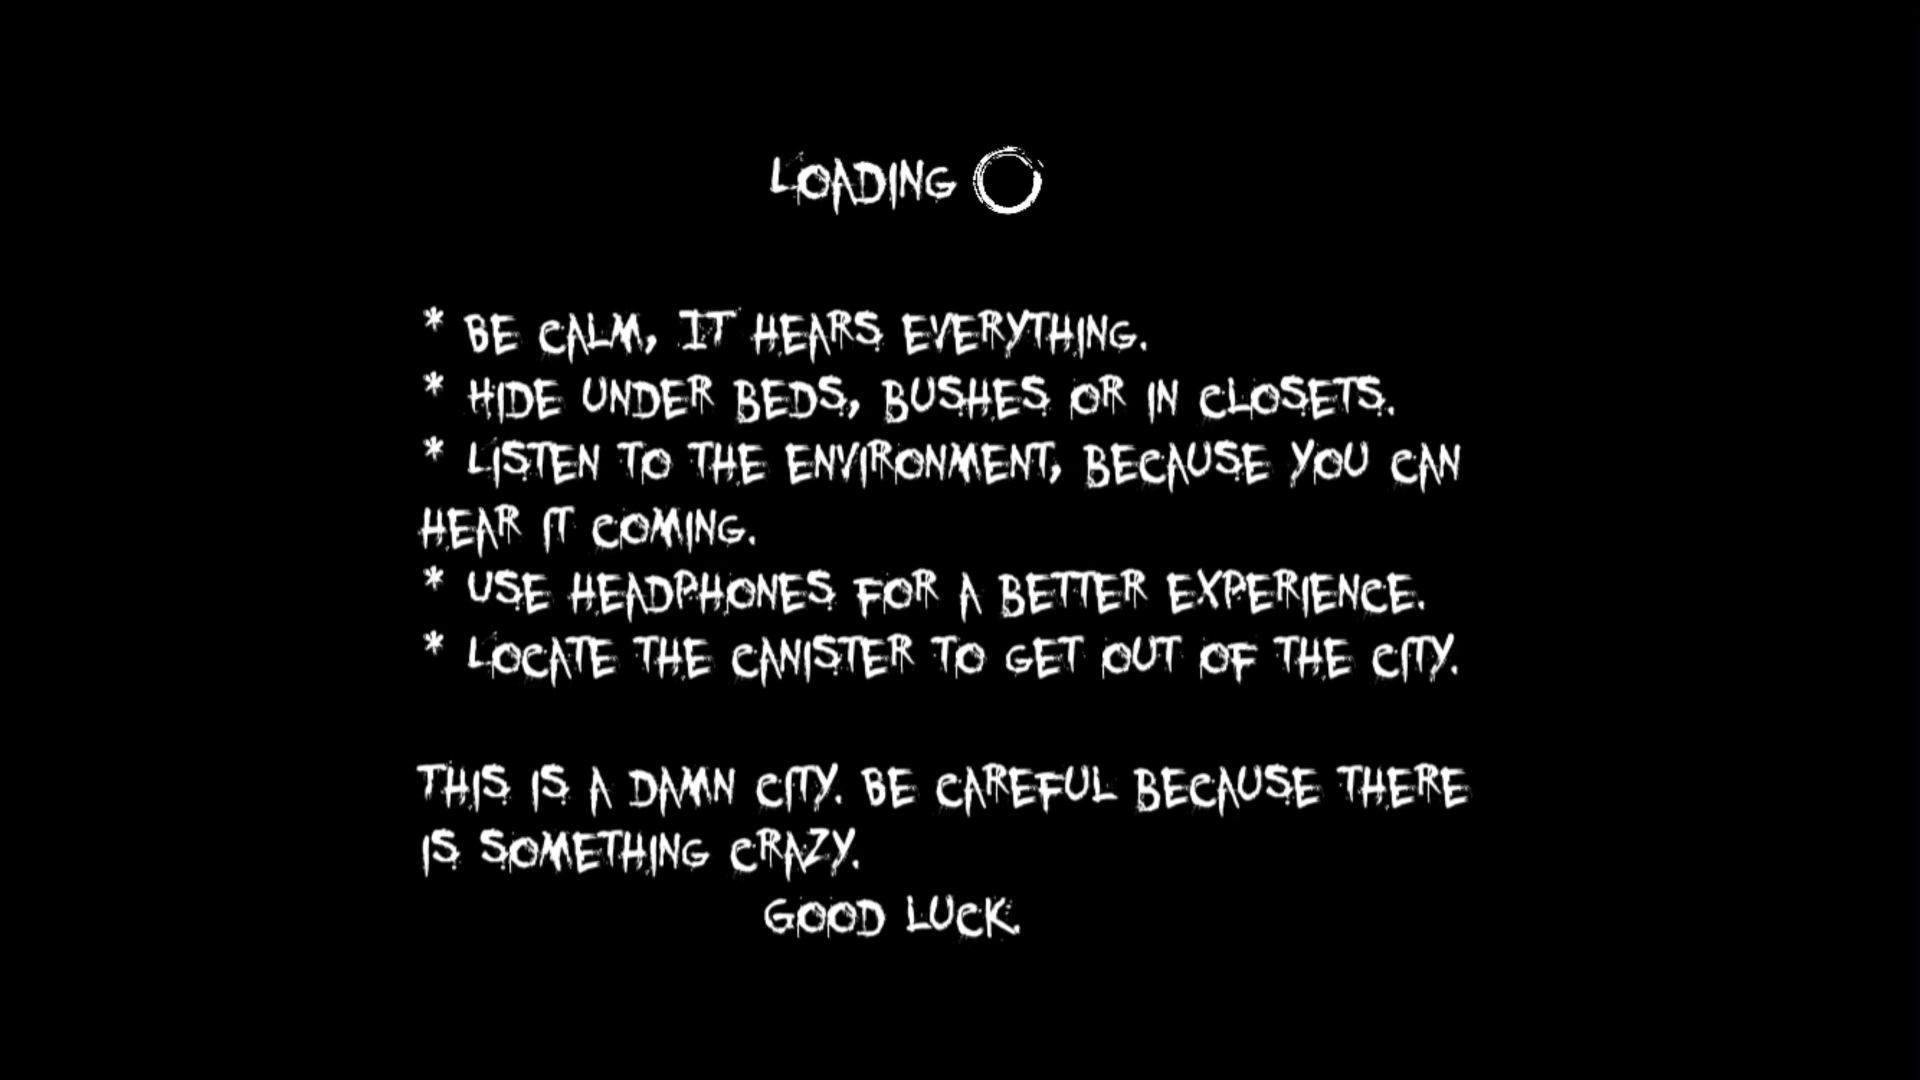 LOADING
* BE CALM, IT HEARS EVERYTHING.
* HIDE UNDER BEDS, BUSHES OR IN CLOSETS.
* LISTEN TO THE ENVIRONMENT, BECAUSE YOU CAN
HEAR IT COMING.
* USE HEADPHONES FOR A BETTER EXPERIENCE.
* LOCATE THE CANISTER TO GET OUT OF THE CITY.
THIS IS A DAMN CITY. BE CAREFUL BECAUSE THERE
IS SOMETHING CRAZY.
GOOD LUCK.